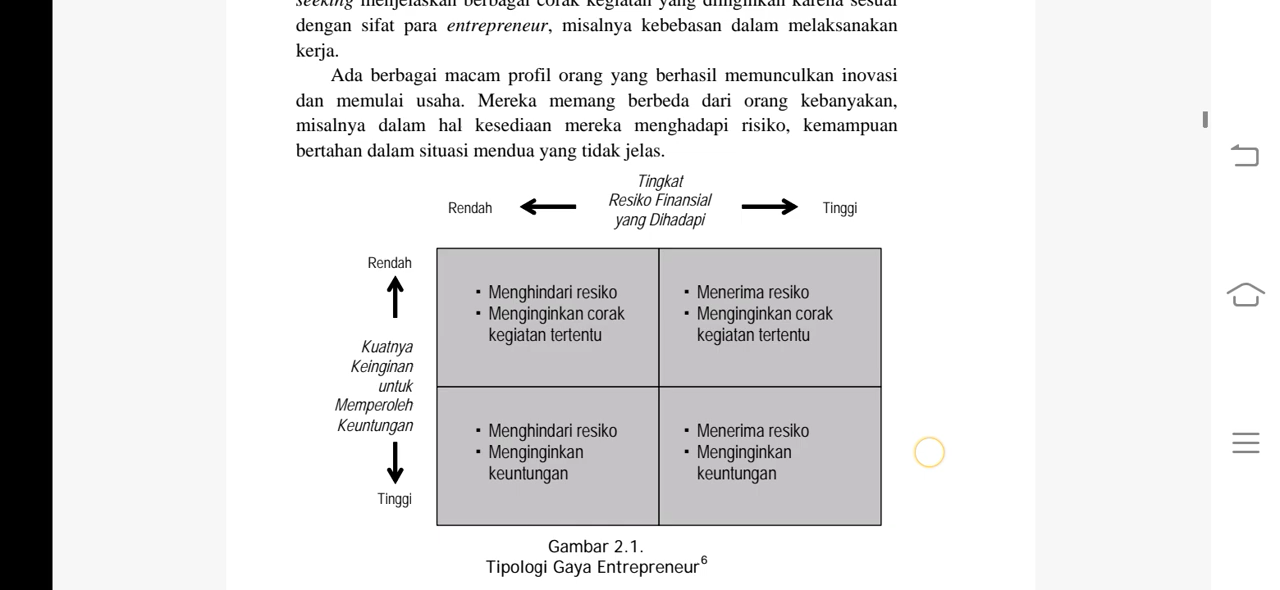 seeking menjelaskan berbagai corak kegiatan yang diinginkan karena sesuai
dengan sifat para entrepreneur, misalnya kebebasan dalam melaksanakan
kerja.
Ada berbagai macam profil orang yang berhasil memunculkan inovasi
dan memulai usaha. Mereka memang berbeda dari orang kebanyakan,
misalnya dalam hal kesediaan mereka menghadapi risiko, kemampuan
bertahan dalam situasi mendua yang tidak jelas.
Tingkat
Resiko Finansial
yang Dihadapi
Rendah
Tinggi
Rendah
Kuatnya
Keinginan
untuk
Memperoleh
Keuntungan
Tinggi
▪ Menghindari resiko
▪ Menginginkan corak
kegiatan tertentu
▪ Menerima resiko
▪ Menginginkan corak
kegiatan tertentu
▪ Menghindari resiko
▪ Menginginkan
keuntungan
▪ Menerima resiko
▪ Menginginkan
keuntungan
Gambar 2.1.
Tipologi Gaya Entrepreneur⁶